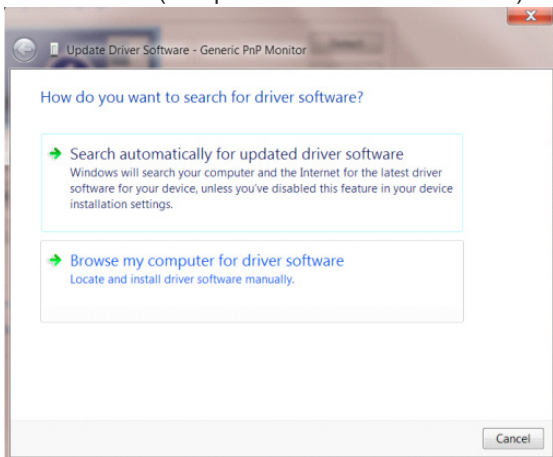 Update Driver Software - Generic PnP Monitor
How do you want to search for driver software?
Search automatically for updated driver software
Windows will search your computer and the Internet for the latest driver
software for your device, unless you've disabled this feature in your device
installation settings.
Browse my computer for driver software
Locate and install driver software manually.
Cancel